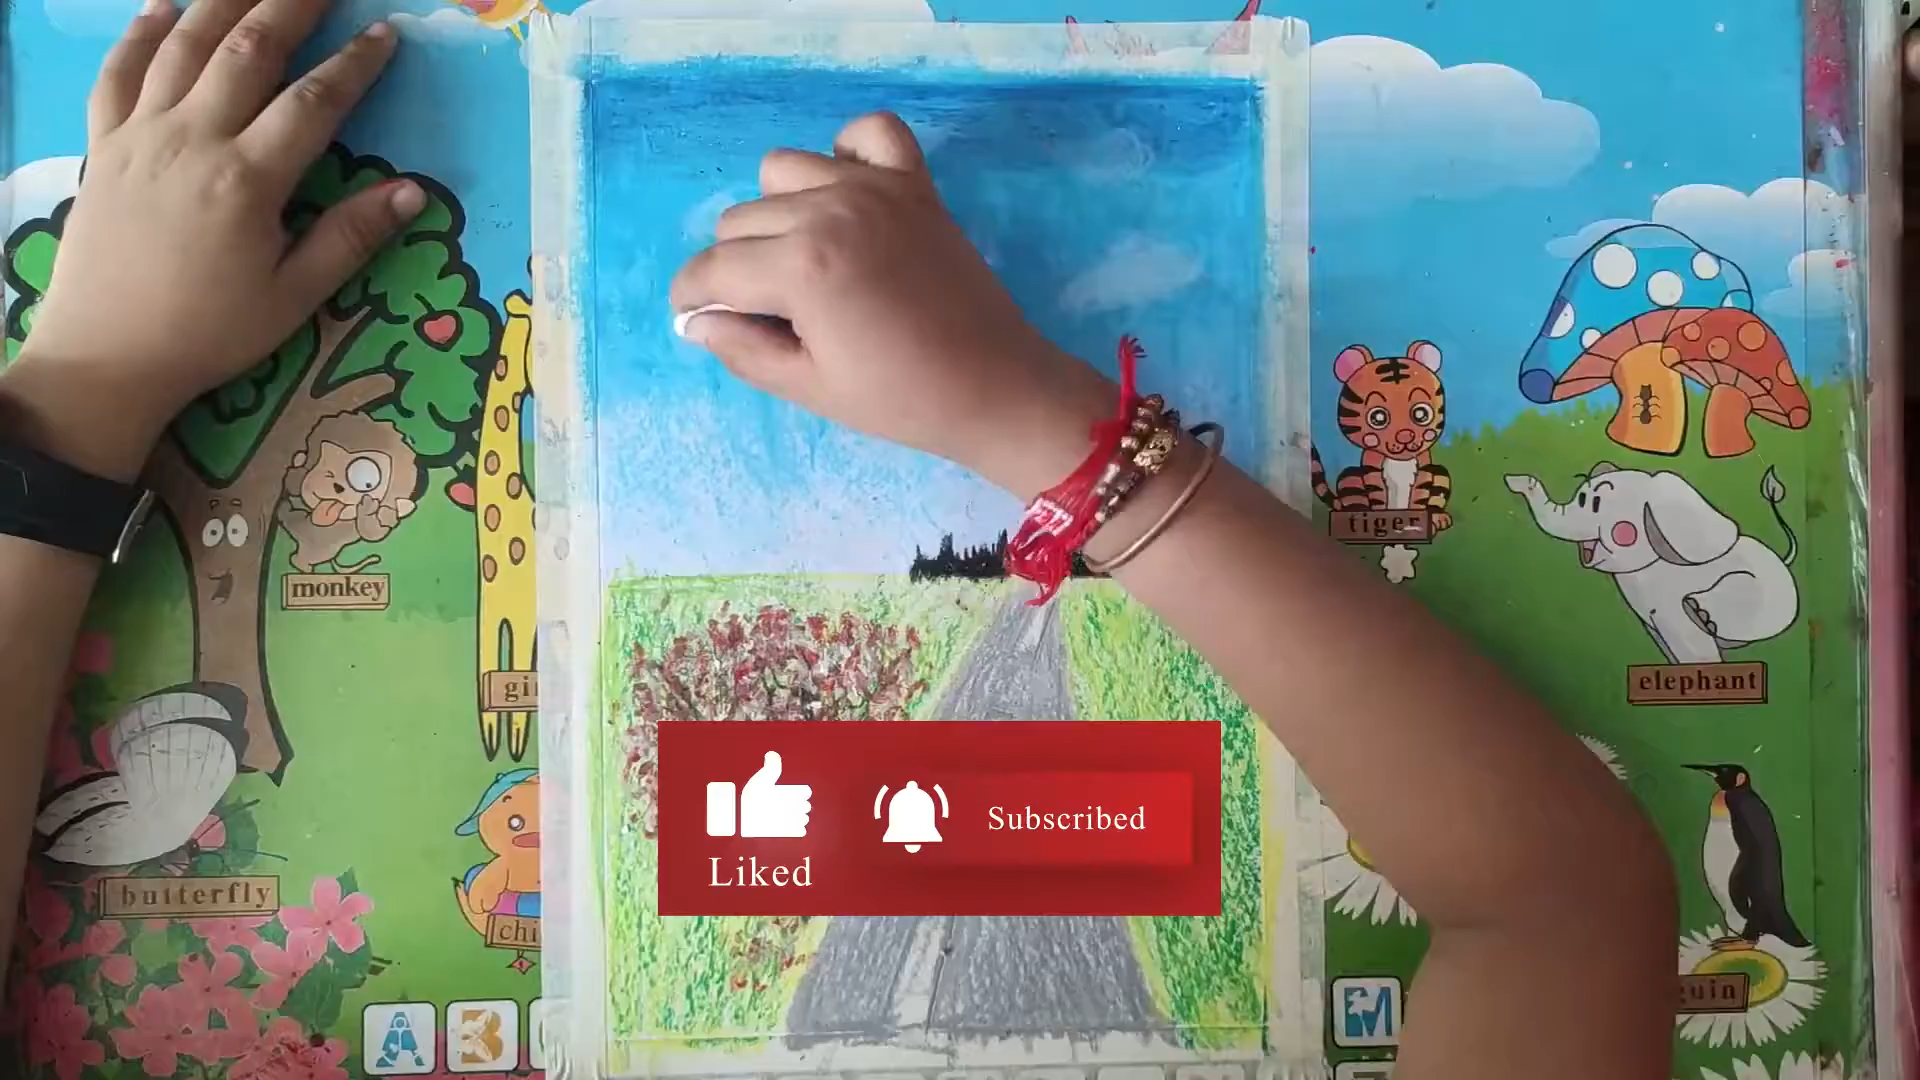 monkey
tiger
elephant
butterfly
Liked
Subscribed
A B
M